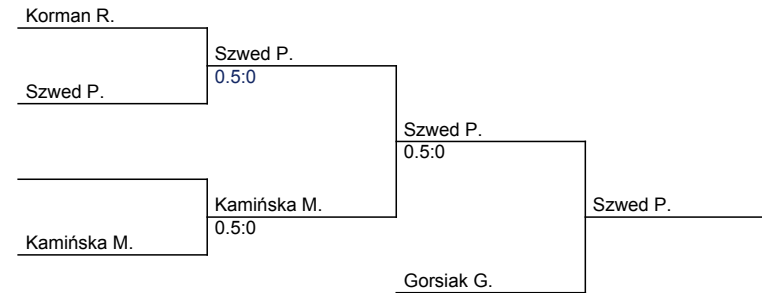 Korman R.
Szwed P.
0.5:0
Szwed P.
Szwed P.
0.5:0
Kamińska M.
Szwed P.
0.5:0
Kamińska M.
Gorsiak G.